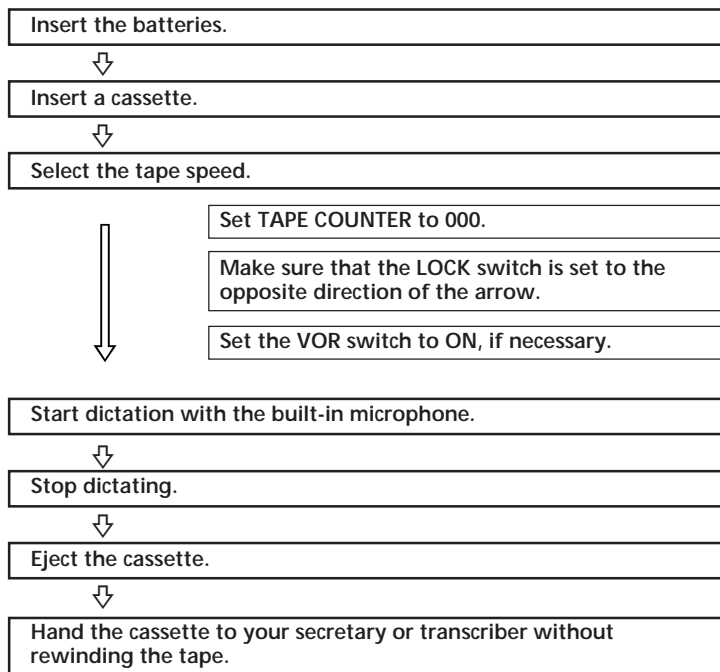 Insert the batteries.
Insert a cassette.
Select the tape speed.
Set TAPE COUNTER to 000.
Make sure that the LOCK switch is set to the
opposite direction of the arrow.
Set the VOR switch to ON, if necessary.
Start dictation with the built-in microphone.
Stop dictating.
Eject the cassette.
Hand the cassette to your secretary or transcriber without
rewinding the tape.